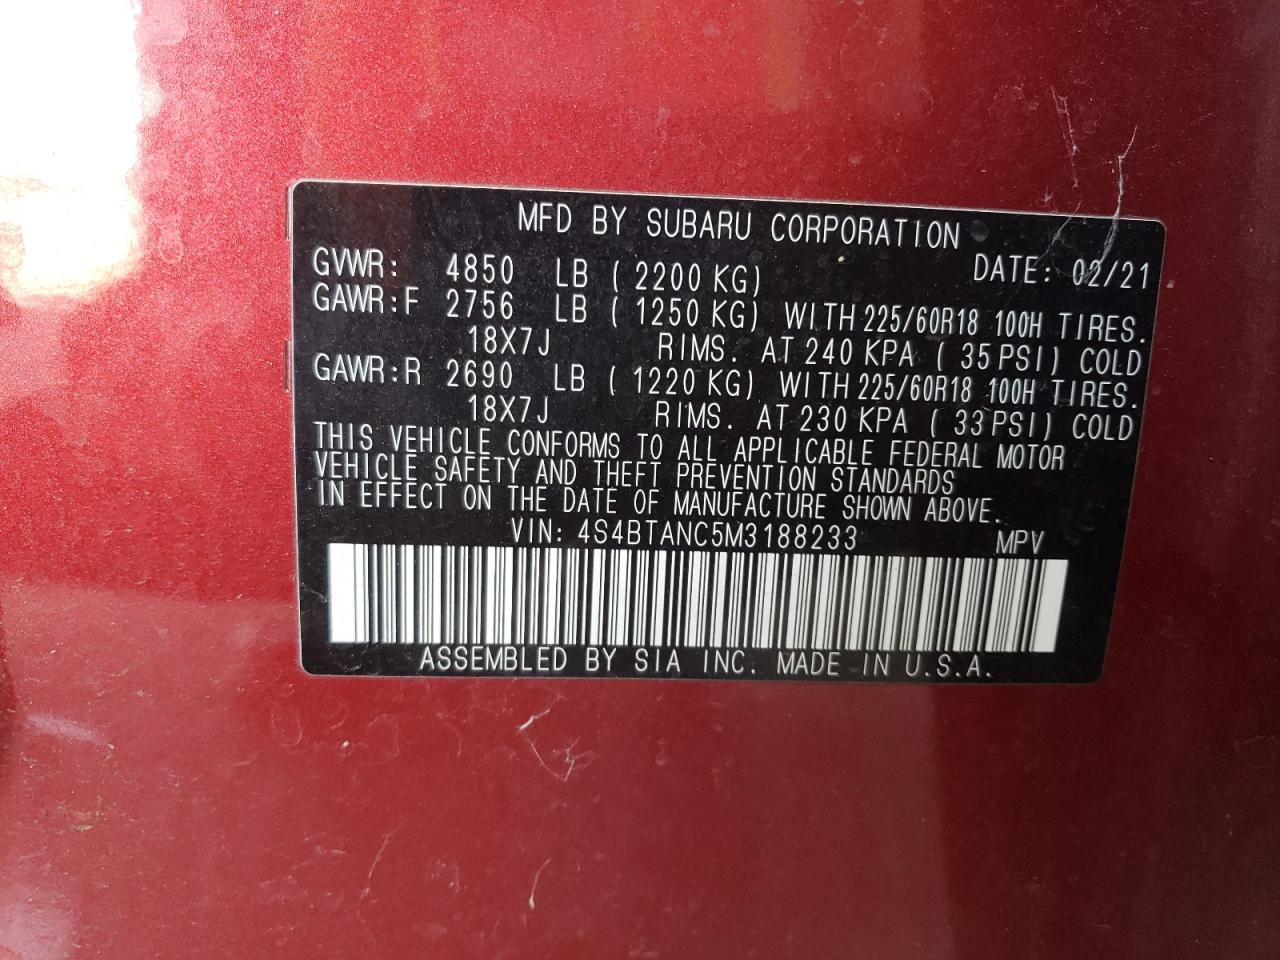 MFD BY SUBARU CORPORATION
GVWR: 4850 LB ( 2200 KG) DATE: 02/21
GAWR:F 2756 LB ( 1250 KG) WITH 225/60R18 100H TIRES.
18X7J RIMS. AT 240 KPA ( 35 PSI) COLD
GAWR:R 2690 LB ( 1220 KG) WITH 225/60R18 100H TIRES.
18X7J RIMS. AT 230 KPA ( 33 PSI) COLD
THIS VEHICLE CONFORMS TO ALL APPLICABLE FEDERAL MOTOR
VEHICLE SAFETY AND THEFT PREVENTION STANDARDS
IN EFFECT ON THE DATE OF MANUFACTURE SHOWN ABOVE.
VIN: 4S4BTANC5M3188233 MPV
ASSEMBLED BY SIA INC. MADE IN U.S.A.